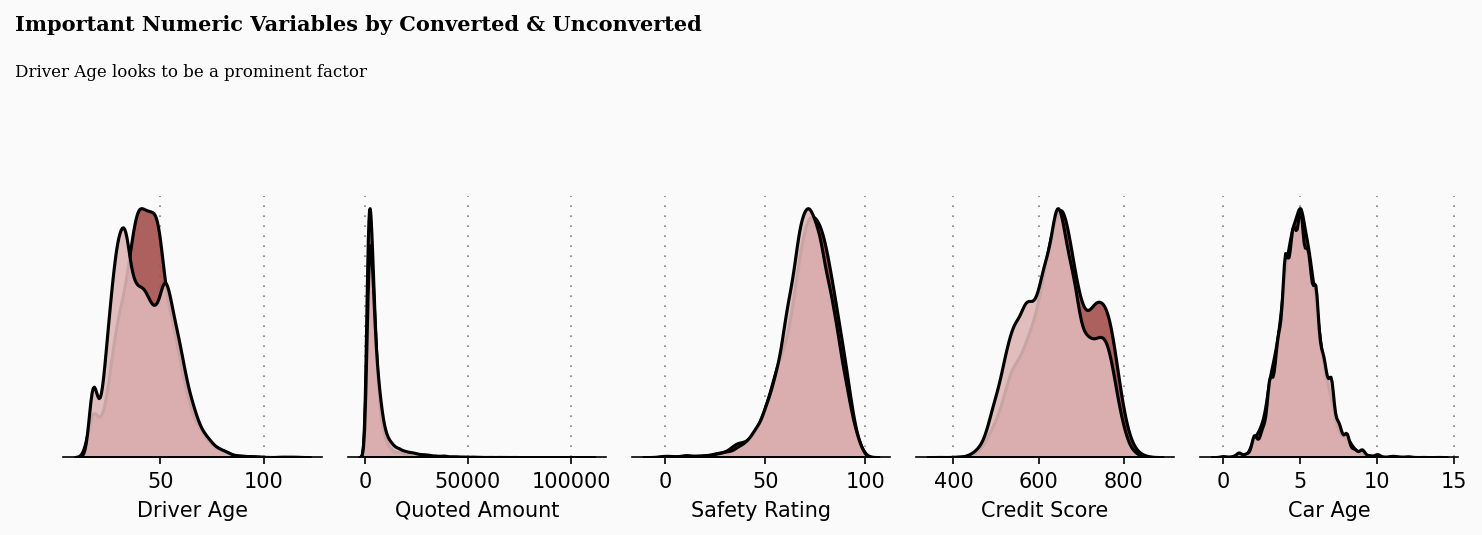 Important Numeric Variables by Converted & Unconverted
Driver Age looks to be a prominent factor
50 100
0 50000 100000
0 50 100
400 600 800
0 5 10 15
Driver Age
Quoted Amount
Safety Rating
Credit Score
Car Age